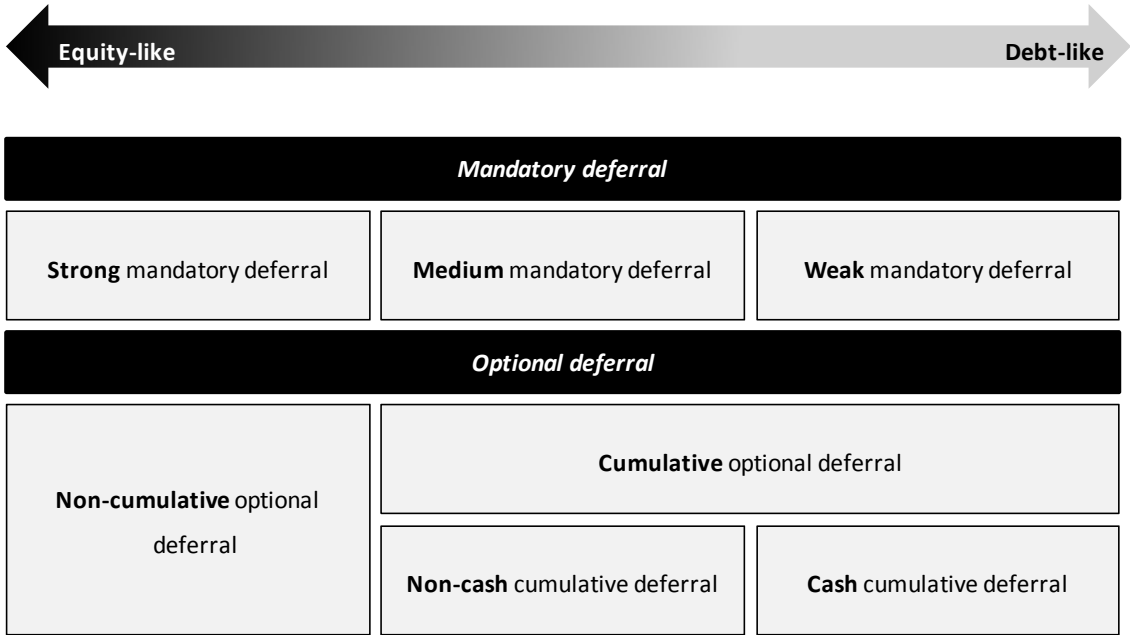 Equity-like
Debt-like
Mandatory deferral
Strong mandatory deferral
Medium mandatory deferral
Weak mandatory deferral
Optional deferral
Non-cumulative optional
deferral
Cumulative optional deferral
Non-cash cumulative deferral
Cash cumulative deferral